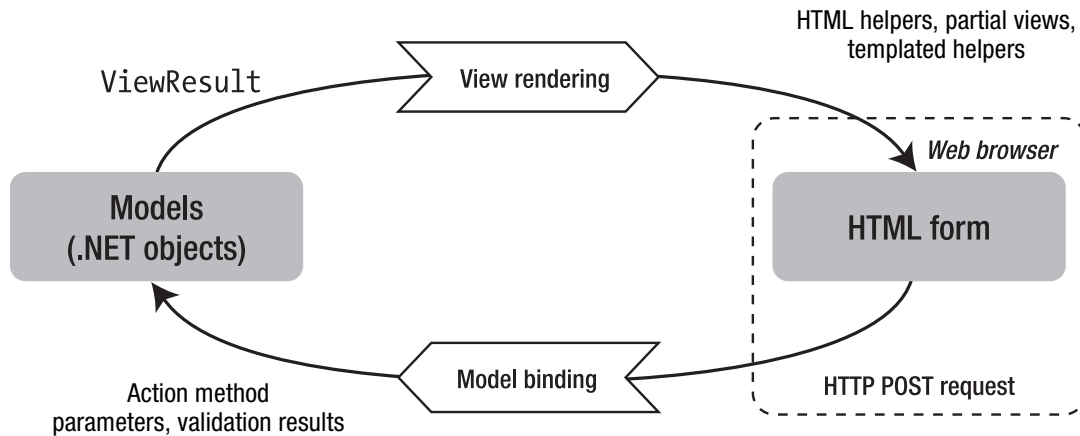 HTML helpers, partial views,
templated helpers
ViewResult
View rendering
Web browser
Models
(.NET objects)
HTML form
Model binding
HTTP POST request
Action method
parameters, validation results